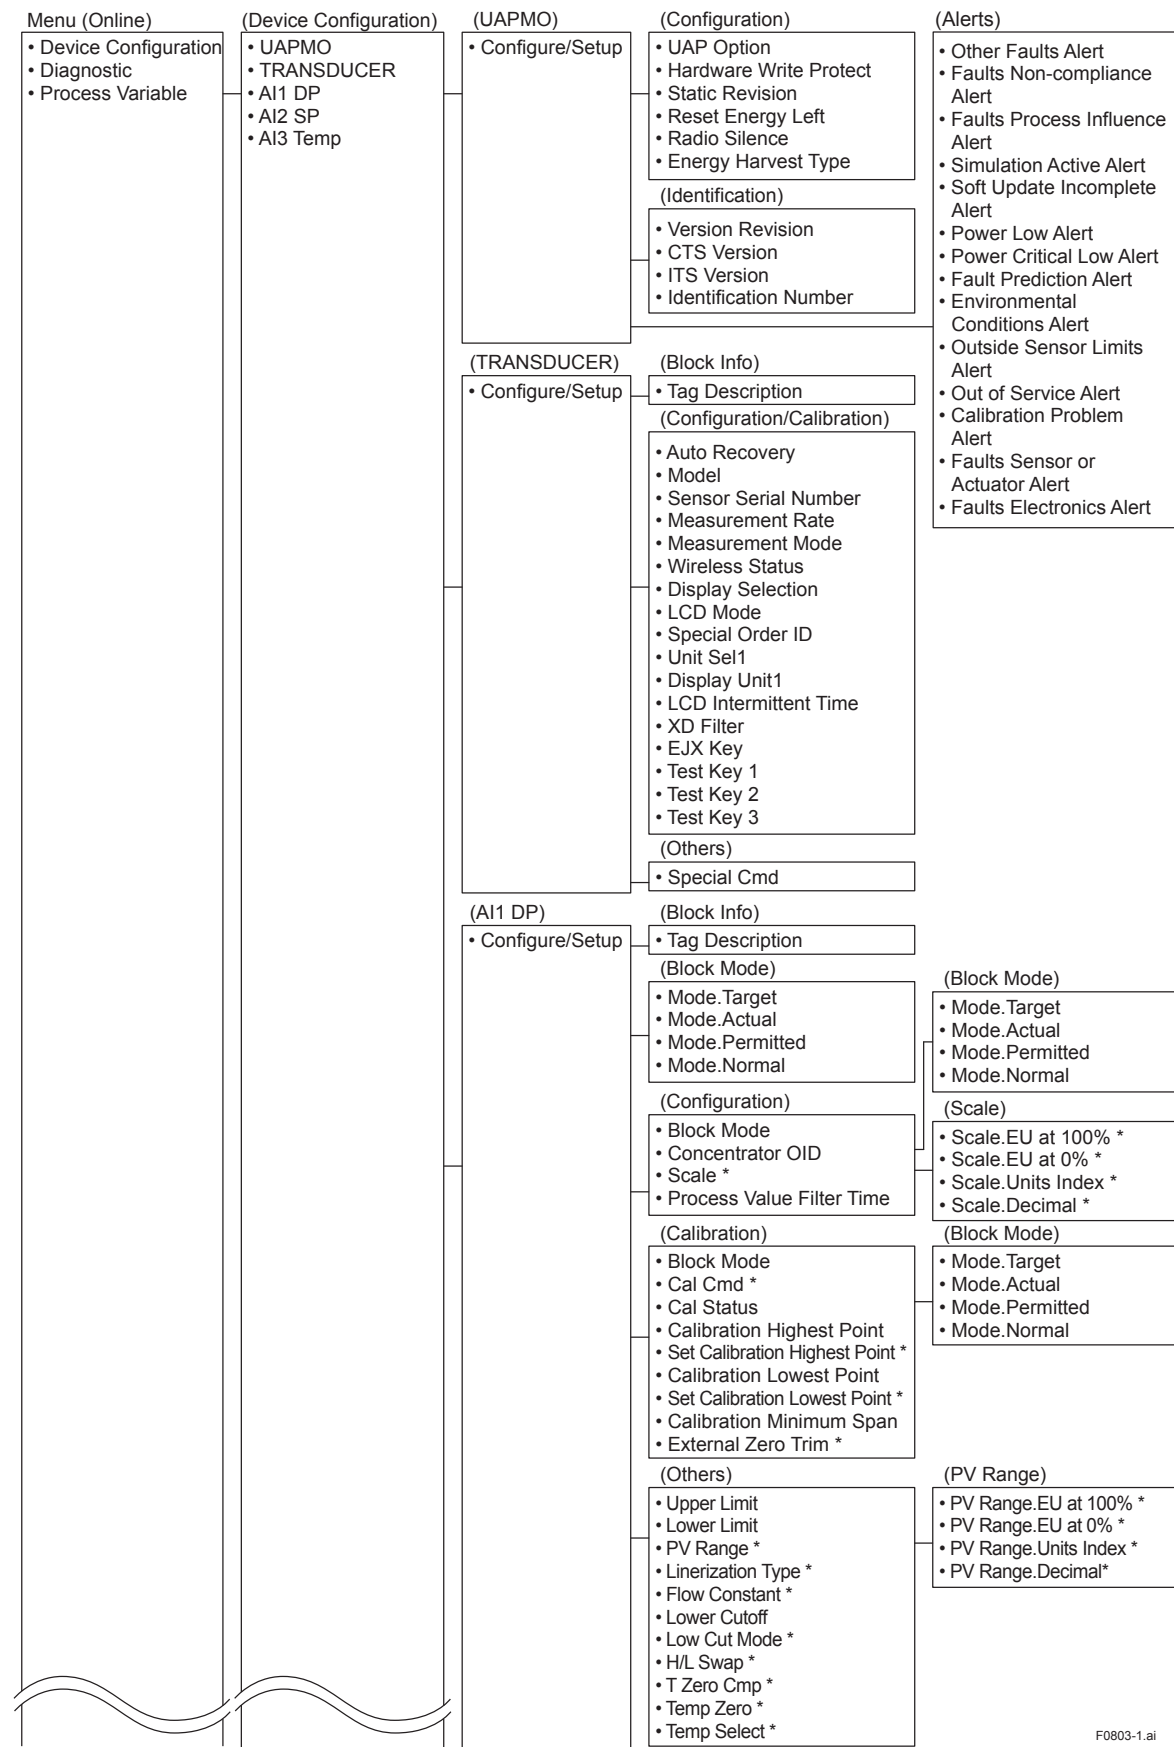 Menu (Online)
• Device Configuration
• Diagnostic
• Process Variable
(Device Configuration)
• UAPMO
• TRANSDUCER
• AI1 DP
• AI2 SP
• AI3 Temp
(UAPMO)
• Configure/Setup
(Configuration)
• UAP Option
• Hardware Write Protect
• Static Revision
• Reset Energy Left
• Radio Silence
• Energy Harvest Type
(Identification)
• Version Revision
• CTS Version
• ITS Version
• Identification Number
(Alerts)
• Other Faults Alert
• Faults Non-compliance
Alert
• Faults Process Influence
Alert
• Simulation Active Alert
• Soft Update Incomplete
Alert
• Power Low Alert
• Power Critical Low Alert
• Fault Prediction Alert
• Environmental
Conditions Alert
• Outside Sensor Limits
Alert
• Out of Service Alert
• Calibration Problem
Alert
• Faults Sensor or
Actuator Alert
• Faults Electronics Alert
(TRANSDUCER)
• Configure/Setup
(Block Info)
• Tag Description
(Configuration/Calibration)
• Auto Recovery
• Model
• Sensor Serial Number
• Measurement Rate
• Measurement Mode
• Wireless Status
• Display Selection
• LCD Mode
• Special Order ID
• Unit Sel1
• Display Unit1
• LCD Intermittent Time
• XD Filter
• EJX Key
• Test Key 1
• Test Key 2
• Test Key 3
(Others)
• Special Cmd
(AI1 DP)
• Configure/Setup
(Block Info)
• Tag Description
(Block Mode)
• Mode.Target
• Mode.Actual
• Mode.Permitted
• Mode.Normal
(Configuration)
• Block Mode
• Concentrator OID
• Scale *
• Process Value Filter Time
(Block Mode)
• Mode.Target
• Mode.Actual
• Mode.Permitted
• Mode.Normal
(Scale)
• Scale.EU at 100% *
• Scale.EU at 0% *
• Scale.Units Index *
• Scale.Decimal *
(Calibration)
• Block Mode
• Cal Cmd *
• Cal Status
• Calibration Highest Point
• Set Calibration Highest Point *
• Calibration Lowest Point
• Set Calibration Lowest Point *
• Calibration Minimum Span
• External Zero Trim *
(Block Mode)
• Mode.Target
• Mode.Actual
• Mode.Permitted
• Mode.Normal
(Others)
• Upper Limit
• Lower Limit
• PV Range *
• Linerization Type *
• Flow Constant *
• Lower Cutoff
• Low Cut Mode *
• H/L Swap *
• T Zero Cmp *
• Temp Zero *
• Temp Select *
(PV Range)
• PV Range.EU at 100% *
• PV Range.EU at 0% *
• PV Range.Units Index *
• PV Range.Decimal*
F0803-1.ai